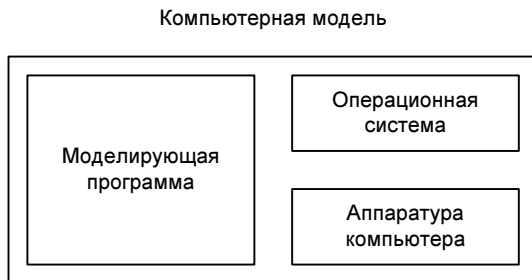 Компьютерная модель
Моделирующая
программа
Операционная
система
Аппаратура
компьютера